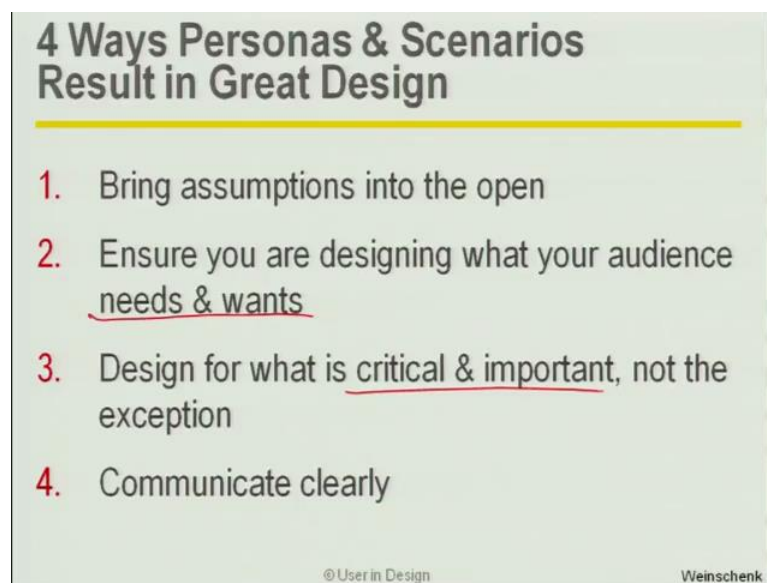 4 Ways Personas & Scenarios
Result in Great Design
1. Bring assumptions into the open
2. Ensure you are designing what your audience
needs & wants
3. Design for what is critical & important, not the
exception
4. Communicate clearly
© User in Design
Weinschenk